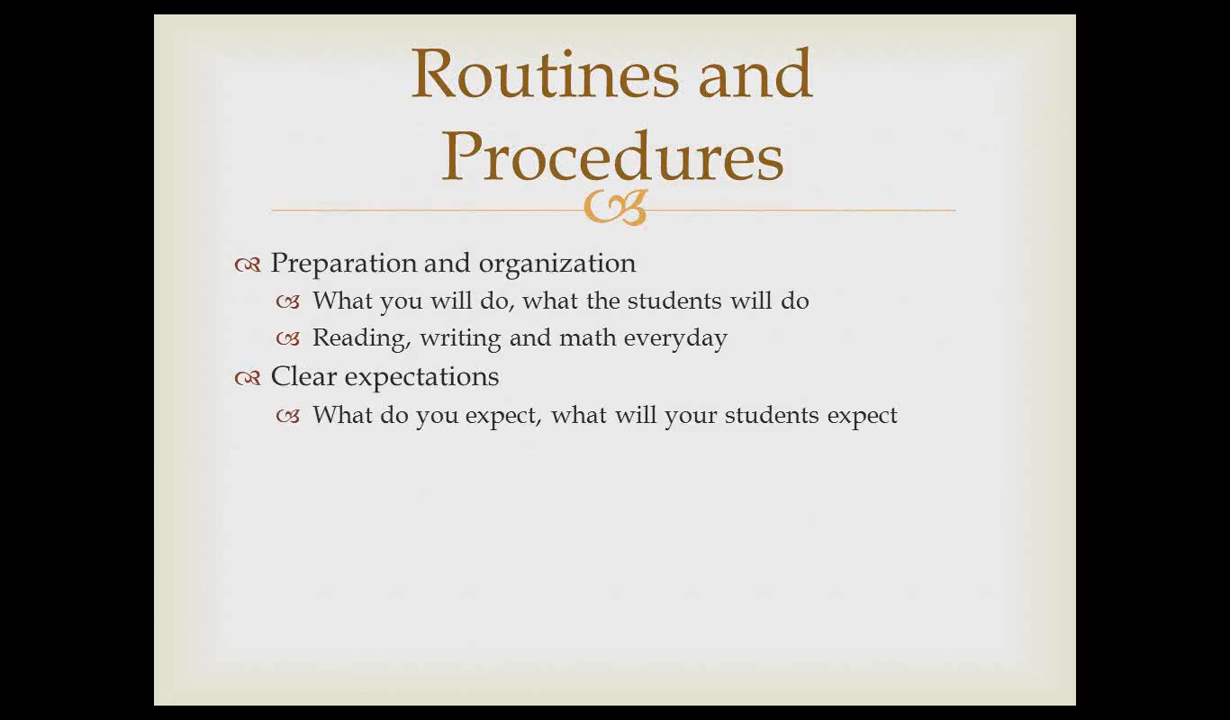 Routines and
Procedures
Preparation and organization
What you will do, what the students will do
Reading, writing and math everyday
Clear expectations
What do you expect, what will your students expect